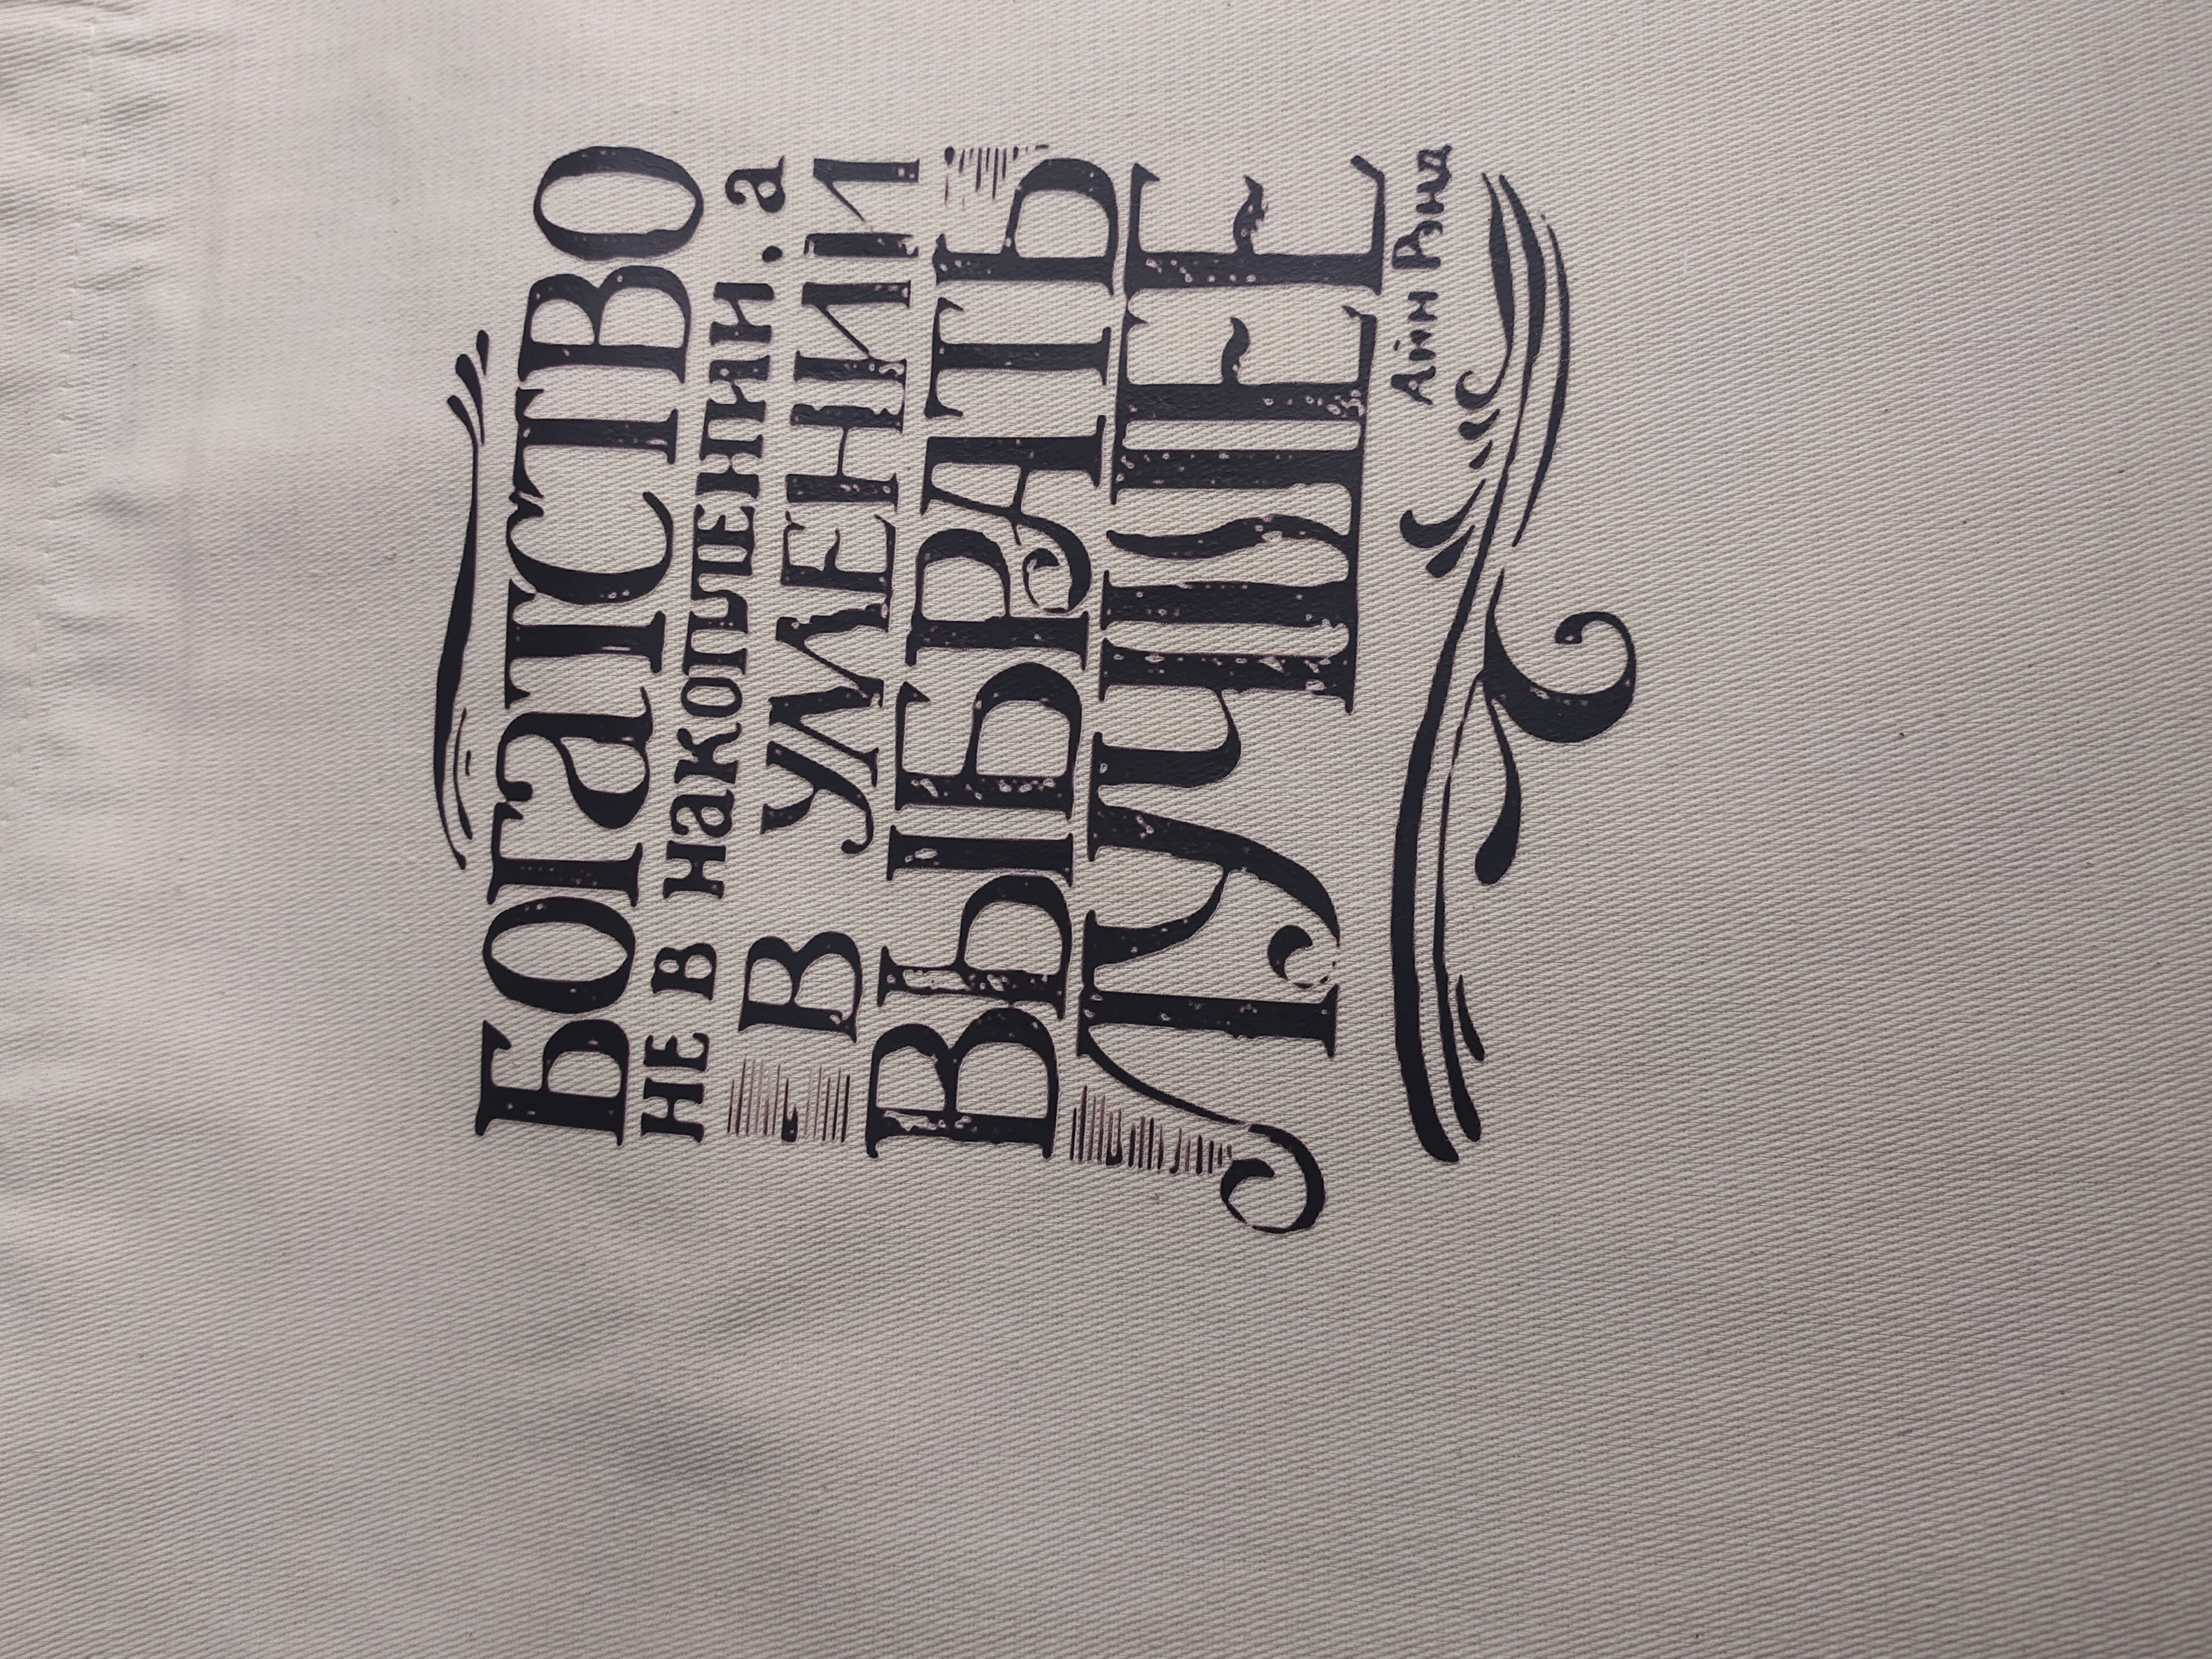 БОГАТСТВО
НЕ В НАКОПЛЕНИИ, а
В УМЕНИИ
ВЫБРАТЬ
ЛУЧШЕЕ
Айн Рэнд